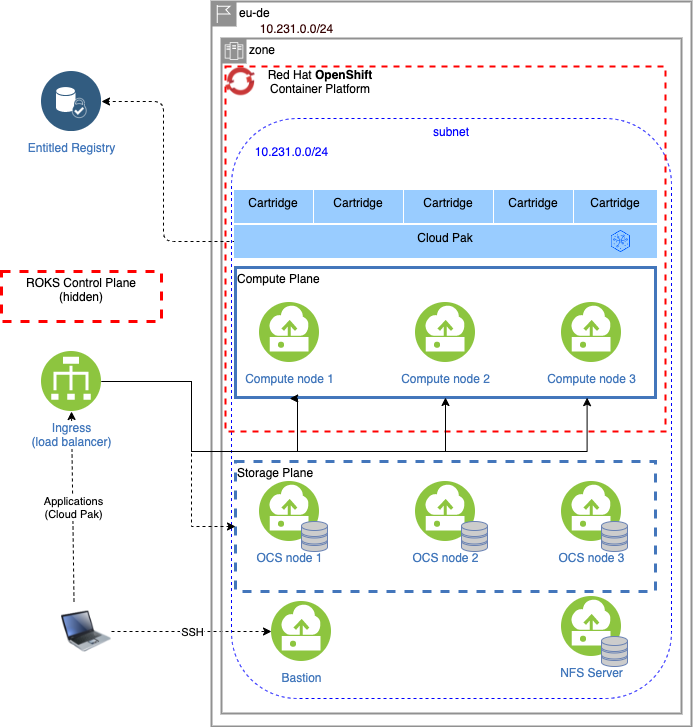 eu-de
10.231.0.0/24
zone
Red Hat OpenShift
Container Platform
subnet
10.231.0.0/24
Entitled Registry
Cartridge
Cartridge
Cartridge
Cartridge
Cartridge
Cloud Pak
ROKS Control Plane
(hidden)
Compute Plane
Compute node 1
Compute node 2
Compute node 3
Ingress
(load balancer)
Storage Plane
Applications
(Cloud Pak)
OCS node 1
OCS node 2
OCS node 3
SSH
Bastion
NFS Server